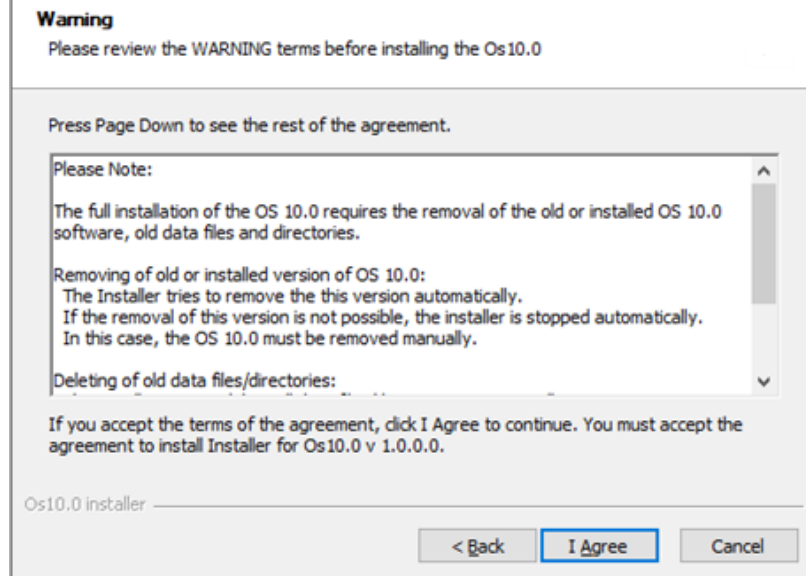 Warning
Please review the WARNING terms before installing the Os10.0
Press Page Down to see the rest of the agreement.
Please Note:
The full installation of the OS 10.0 requires the removal of the old or installed OS 10.0
software, old data files and directories.
Removing of old or installed version of OS 10.0:
The Installer tries to remove the this version automatically.
If the removal of this version is not possible, the installer is stopped automatically.
In this case, the OS 10.0 must be removed manually.
Deleting of old data files/directories:
If you accept the terms of the agreement, click I Agree to continue. You must accept the
agreement to install Installer for Os10.0 v 1.0.0.0.
Os10.0 installer
< Back
I Agree
Cancel